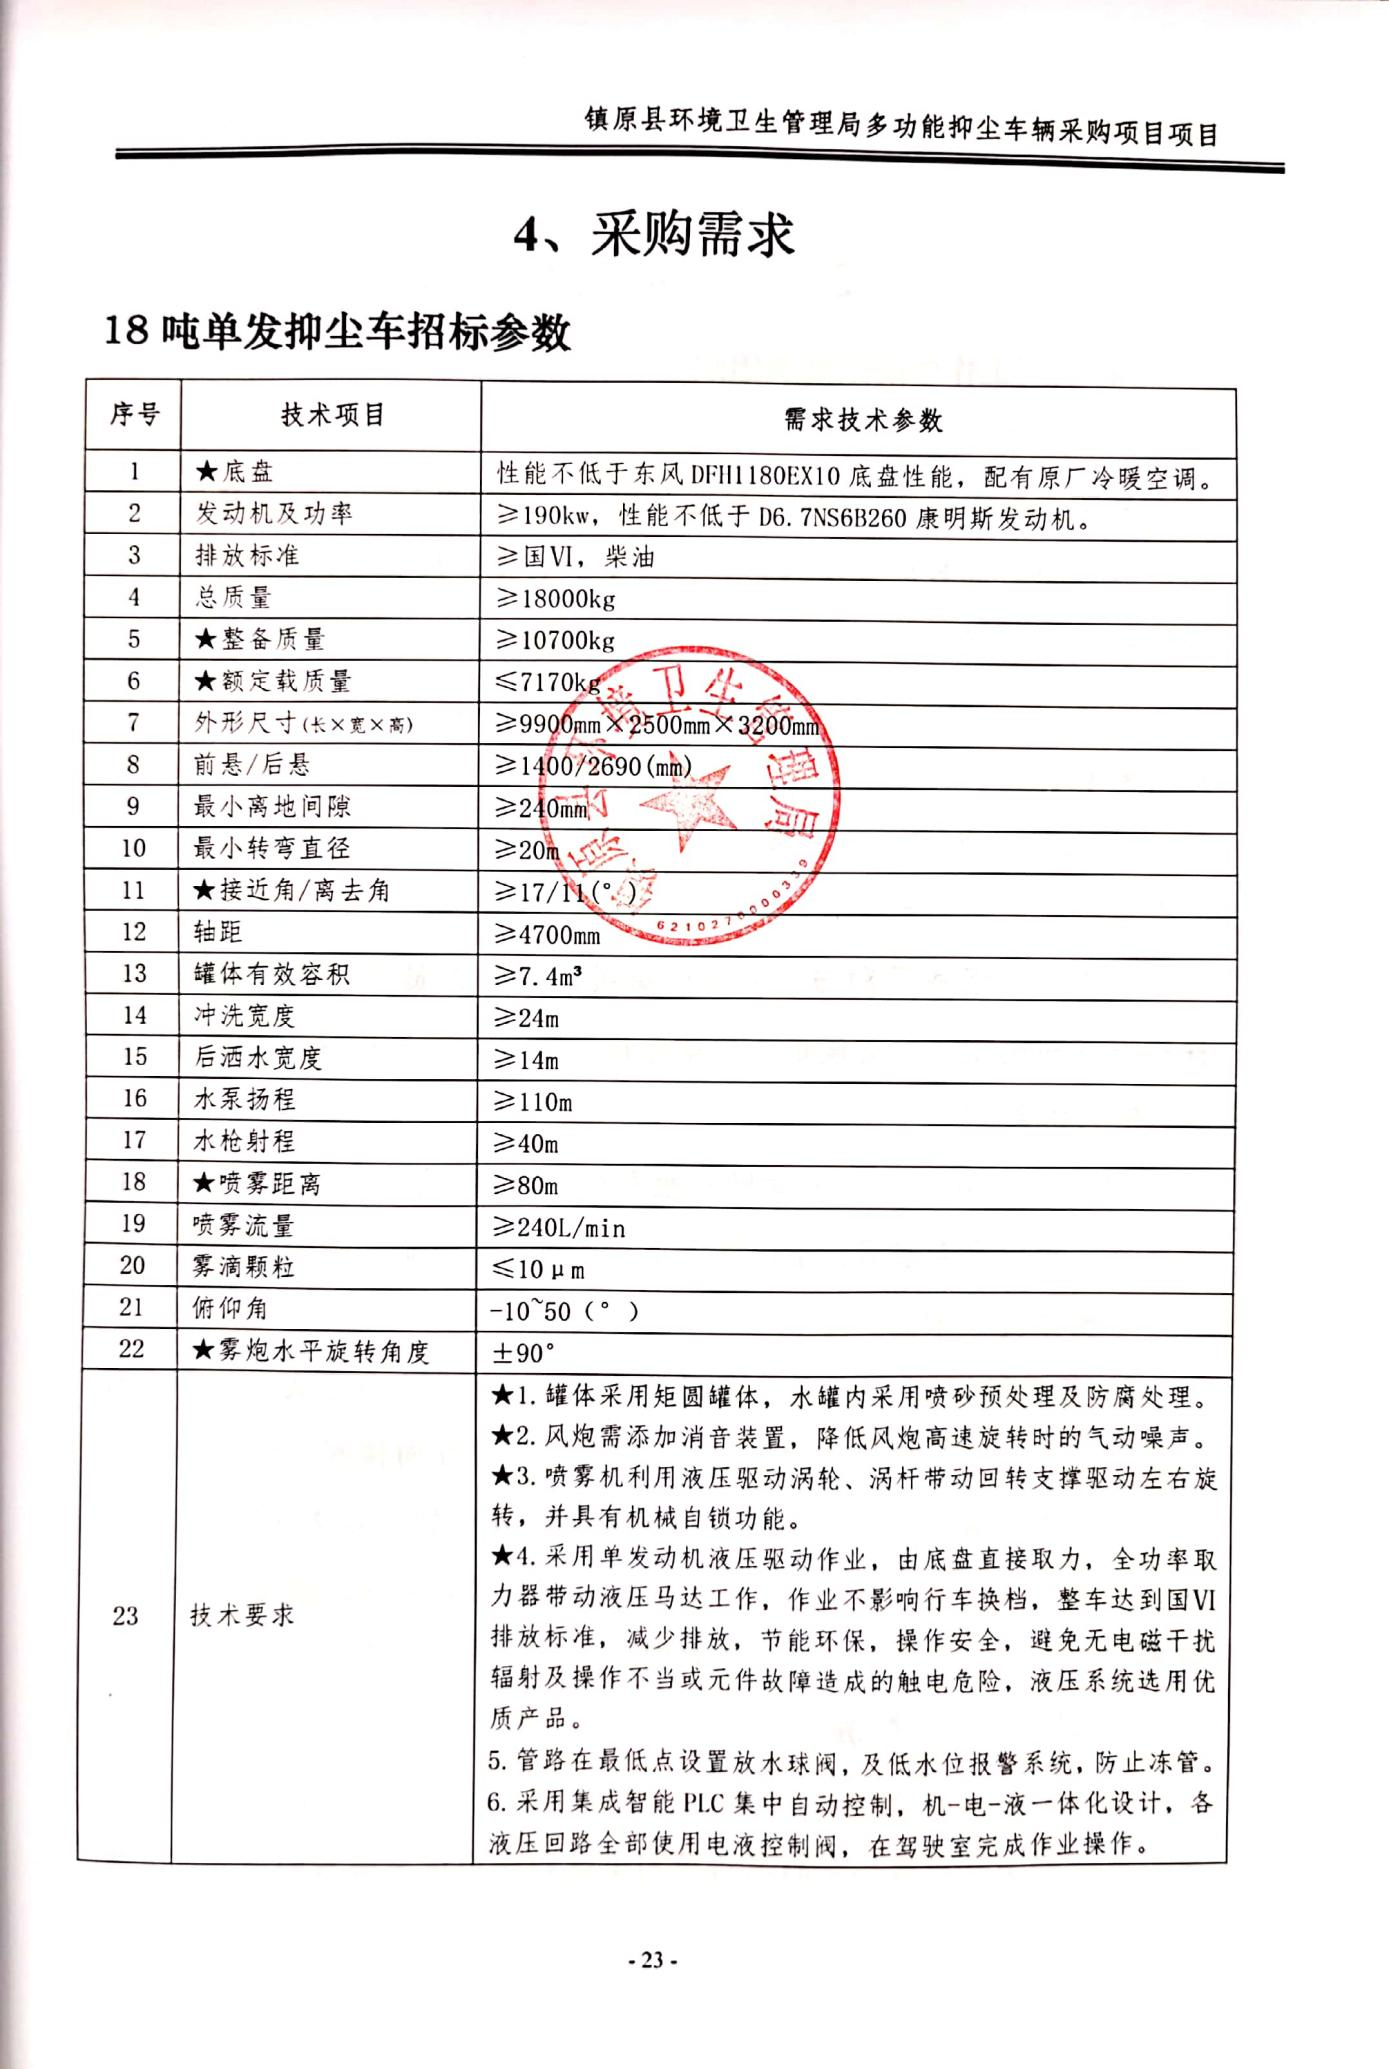 镇原县环境卫生管理局多功能抑尘车辆采购项目项目
4、采购需求
18吨单发抑尘车招标参数
序号 技术项目 需求技术参数
1 ★底盘 性能不低于东风DFH1180EX10底盘性能，配有原厂冷暖空调。
2 发动机及功率 ≥190kw，性能不低于D6.7NS6B260康明斯发动机。
3 排放标准 ≥国VI，柴油
4 总质量 ≥18000kg
5 ★整备质量 ≥10700kg
6 ★额定载质量 ≤7170kg
7 外形尺寸(长×宽×高) ≥9900mm×2500mm×3200mm
8 前悬/后悬 ≥1400/2690(mm)
9 最小离地间隙 ≥240mm
10 最小转弯直径 ≥20m
11 ★接近角/离去角 ≥17/11(°)
12 轴距 ≥4700mm
13 罐体有效容积 ≥7.4m³
14 冲洗宽度 ≥24m
15 后洒水宽度 ≥14m
16 水泵扬程 ≥110m
17 水枪射程 ≥40m
18 ★喷雾距离 ≥80m
19 喷雾流量 ≥240L/min
20 雾滴颗粒 ≤10μm
21 俯仰角 -10~50（°）
22 ★雾炮水平旋转角度 ±90°
23 技术要求
★1.罐体采用矩圆罐体，水罐内采用喷砂预处理及防腐处理。
★2.风炮需添加消音装置，降低风炮高速旋转时的气动噪声。
★3.喷雾机利用液压驱动涡轮、涡杆带动回转支撑驱动左右旋
转，并具有机械自锁功能。
★4.采用单发动机液压驱动作业，由底盘直接取力，全功率取
力器带动液压马达工作，作业不影响行车换档，整车达到国VI
排放标准，减少排放，节能环保，操作安全，避免无电磁干扰
辐射及操作不当或元件故障造成的触电危险，液压系统选用优
质产品。
5.管路在最低点设置放水球阀，及低水位报警系统，防止冻管。
6.采用集成智能PLC集中自动控制，机-电-液一体化设计，各
液压回路全部使用电液控制阀，在驾驶室完成作业操作。
镇原县环境卫生管理局
6210270000339
- 23 -